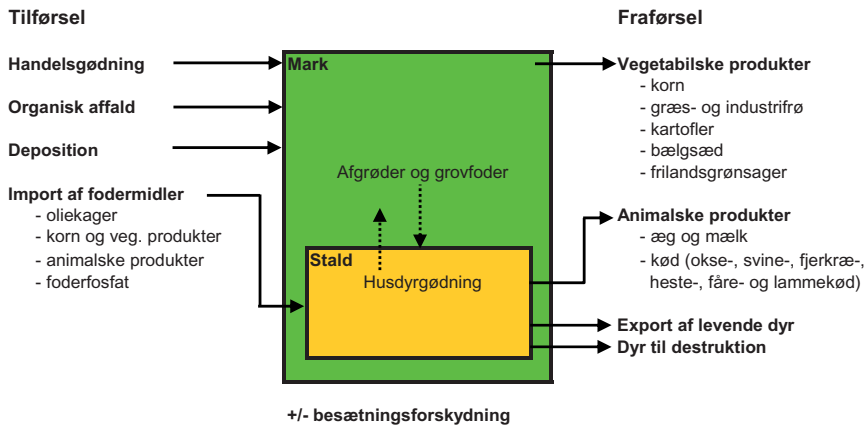 Tilførsel
Handelsgødning
Organisk affald
Deposition
Import af fodermidler
- oliekager
- korn og veg. produkter
- animalske produkter
- foderfosfat
Mark
Afgrøder og grovfoder
Stald
Husdyrgødning
+/- besætningsforskydning
Fraførsel
Vegetabilske produkter
- korn
- græs- og industrifrø
- kartofler
- bælgsæd
- frilandsgrønsager
Animalske produkter
- æg og mælk
- kød (okse-, svine-, fjerkræ-,
heste-, fåre- og lammekød)
Export af levende dyr
Dyr til destruktion